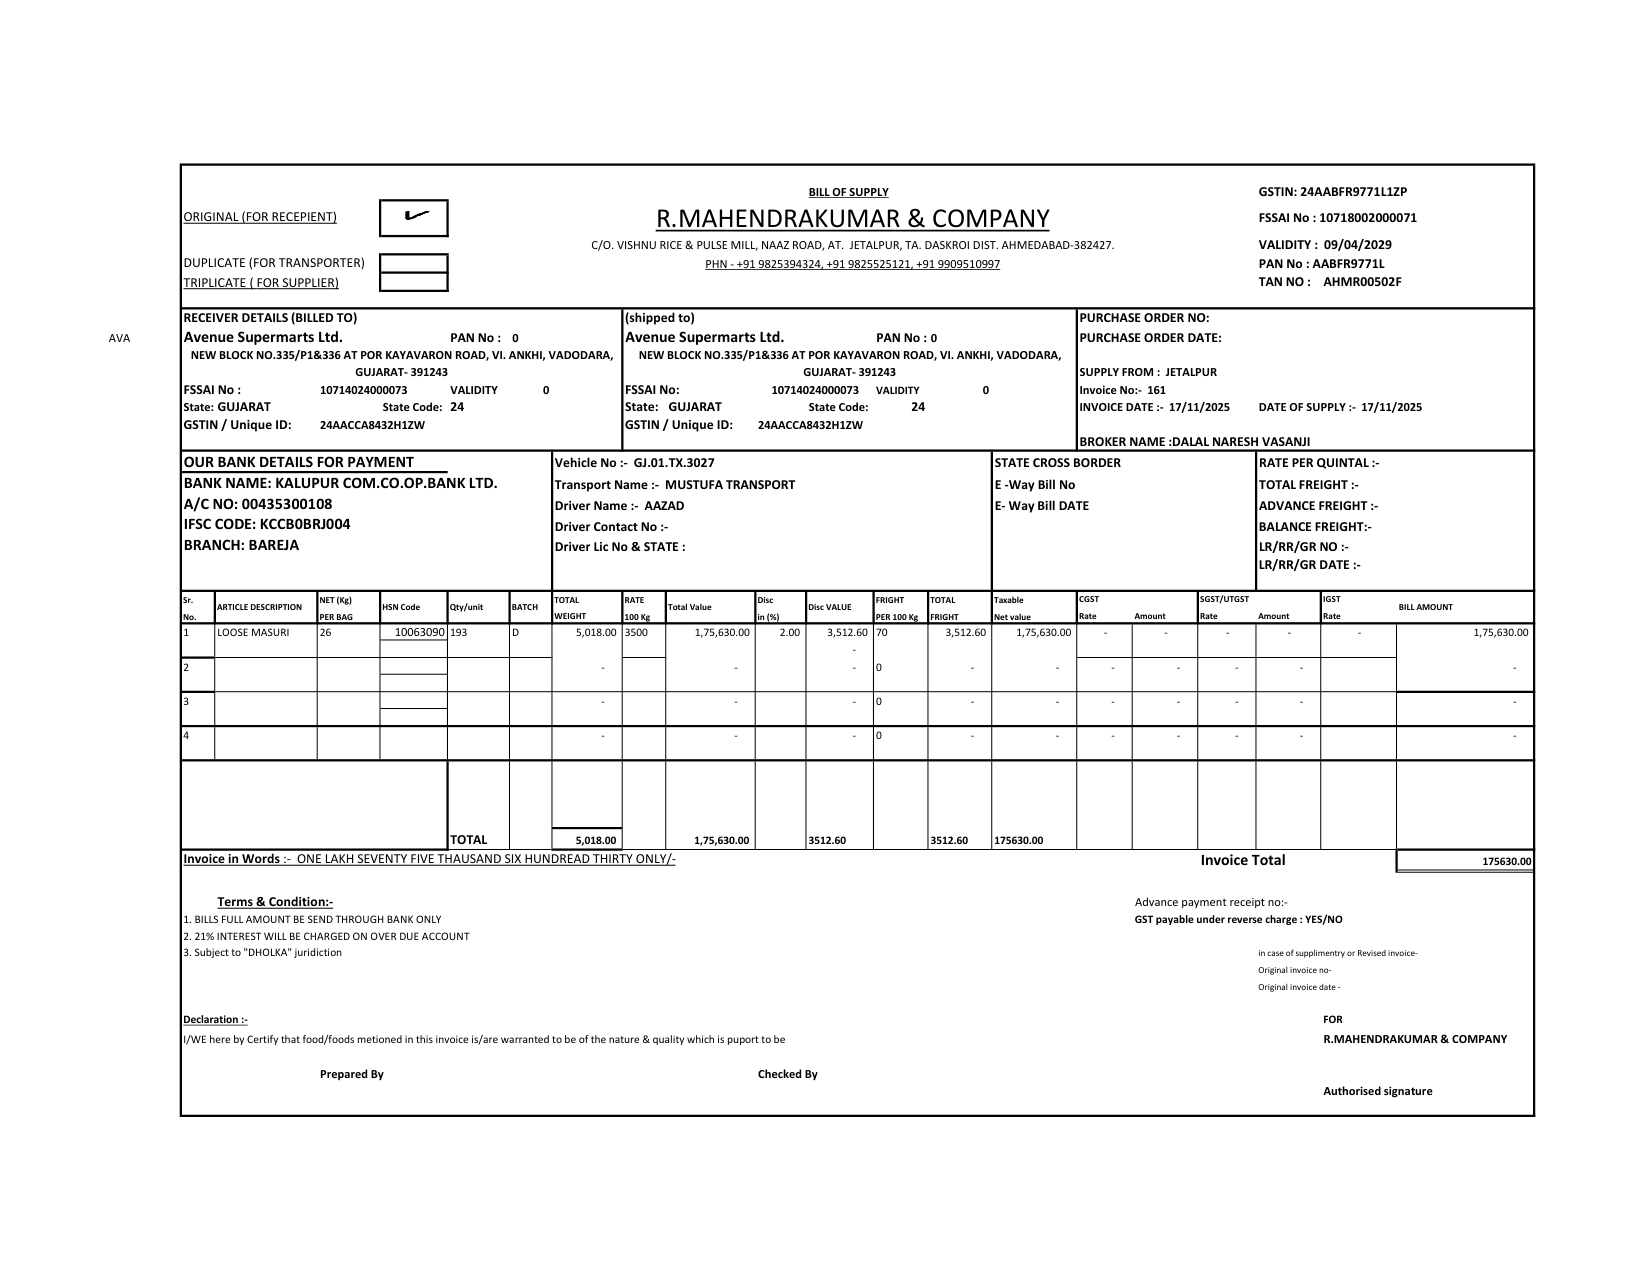 BILL OF SUPPLY
GSTIN: 24AABFR9771L1ZP
ORIGINAL (FOR RECEPIENT)
R.MAHENDRAKUMAR & COMPANY
FSSAI No : 10718002000071
C/O. VISHNU RICE & PULSE MILL, NAAZ ROAD, AT. JETALPUR, TA. DASKROI DIST. AHMEDABAD-382427.
VALIDITY : 09/04/2029
DUPLICATE (FOR TRANSPORTER)
PHN - +91 9825394324, +91 9825525121, +91 9909510997
PAN No : AABFR9771L
TRIPLICATE ( FOR SUPPLIER)
TAN NO : AHMR00502F
AVA
RECEIVER DETAILS (BILLED TO)
Avenue Supermarts Ltd. PAN No : 0
NEW BLOCK NO.335/P1&336 AT POR KAYAVARON ROAD, VI. ANKHI, VADODARA,
GUJARAT- 391243
FSSAI No : 10714024000073 VALIDITY 0
State: GUJARAT State Code: 24
GSTIN / Unique ID: 24AACCA8432H1ZW
(shipped to)
Avenue Supermarts Ltd. PAN No : 0
NEW BLOCK NO.335/P1&336 AT POR KAYAVARON ROAD, VI. ANKHI, VADODARA,
GUJARAT- 391243
FSSAI No: 10714024000073 VALIDITY 0
State: GUJARAT State Code: 24
GSTIN / Unique ID: 24AACCA8432H1ZW
PURCHASE ORDER NO:
PURCHASE ORDER DATE:
SUPPLY FROM : JETALPUR
Invoice No:- 161
INVOICE DATE :- 17/11/2025 DATE OF SUPPLY :- 17/11/2025
BROKER NAME :DALAL NARESH VASANJI
OUR BANK DETAILS FOR PAYMENT
BANK NAME: KALUPUR COM.CO.OP.BANK LTD.
A/C NO: 00435300108
IFSC CODE: KCCB0BRJ004
BRANCH: BAREJA
Vehicle No :- GJ.01.TX.3027
Transport Name :- MUSTUFA TRANSPORT
Driver Name :- AAZAD
Driver Contact No :-
Driver Lic No & STATE :
STATE CROSS BORDER
E -Way Bill No
E- Way Bill DATE
RATE PER QUINTAL :-
TOTAL FREIGHT :-
ADVANCE FREIGHT :-
BALANCE FREIGHT:-
LR/RR/GR NO :-
LR/RR/GR DATE :-
Sr. No. ARTICLE DESCRIPTION NET (Kg) PER BAG HSN Code Qty/unit BATCH TOTAL WEIGHT RATE 100 Kg Total Value Disc in (%) Disc VALUE FRIGHT PER 100 Kg TOTAL FRIGHT Taxable Net value CGST Rate Amount SGST/UTGST Rate Amount IGST Rate BILL AMOUNT
1 LOOSE MASURI 26 10063090 193 D 5,018.00 3500 1,75,630.00 2.00 3,512.60 70 3,512.60 1,75,630.00 - - - - - 1,75,630.00
-
2 - - - 0 - - - - - - -
3 - - - 0 - - - - - - -
4 - - - 0 - - - - - - -
TOTAL 5,018.00 1,75,630.00 3512.60 3512.60 175630.00
Invoice in Words :- ONE LAKH SEVENTY FIVE THAUSAND SIX HUNDREAD THIRTY ONLY/- Invoice Total 175630.00
Terms & Condition:-
Advance payment receipt no:-
1. BILLS FULL AMOUNT BE SEND THROUGH BANK ONLY
GST payable under reverse charge : YES/NO
2. 21% INTEREST WILL BE CHARGED ON OVER DUE ACCOUNT
3. Subject to "DHOLKA" juridiction
in case of supplimentry or Revised invoice-
Original invoice no-
Original invoice date -
Declaration :-
FOR
I/WE here by Certify that food/foods metioned in this invoice is/are warranted to be of the nature & quality which is puport to be
R.MAHENDRAKUMAR & COMPANY
Prepared By Checked By
Authorised signature